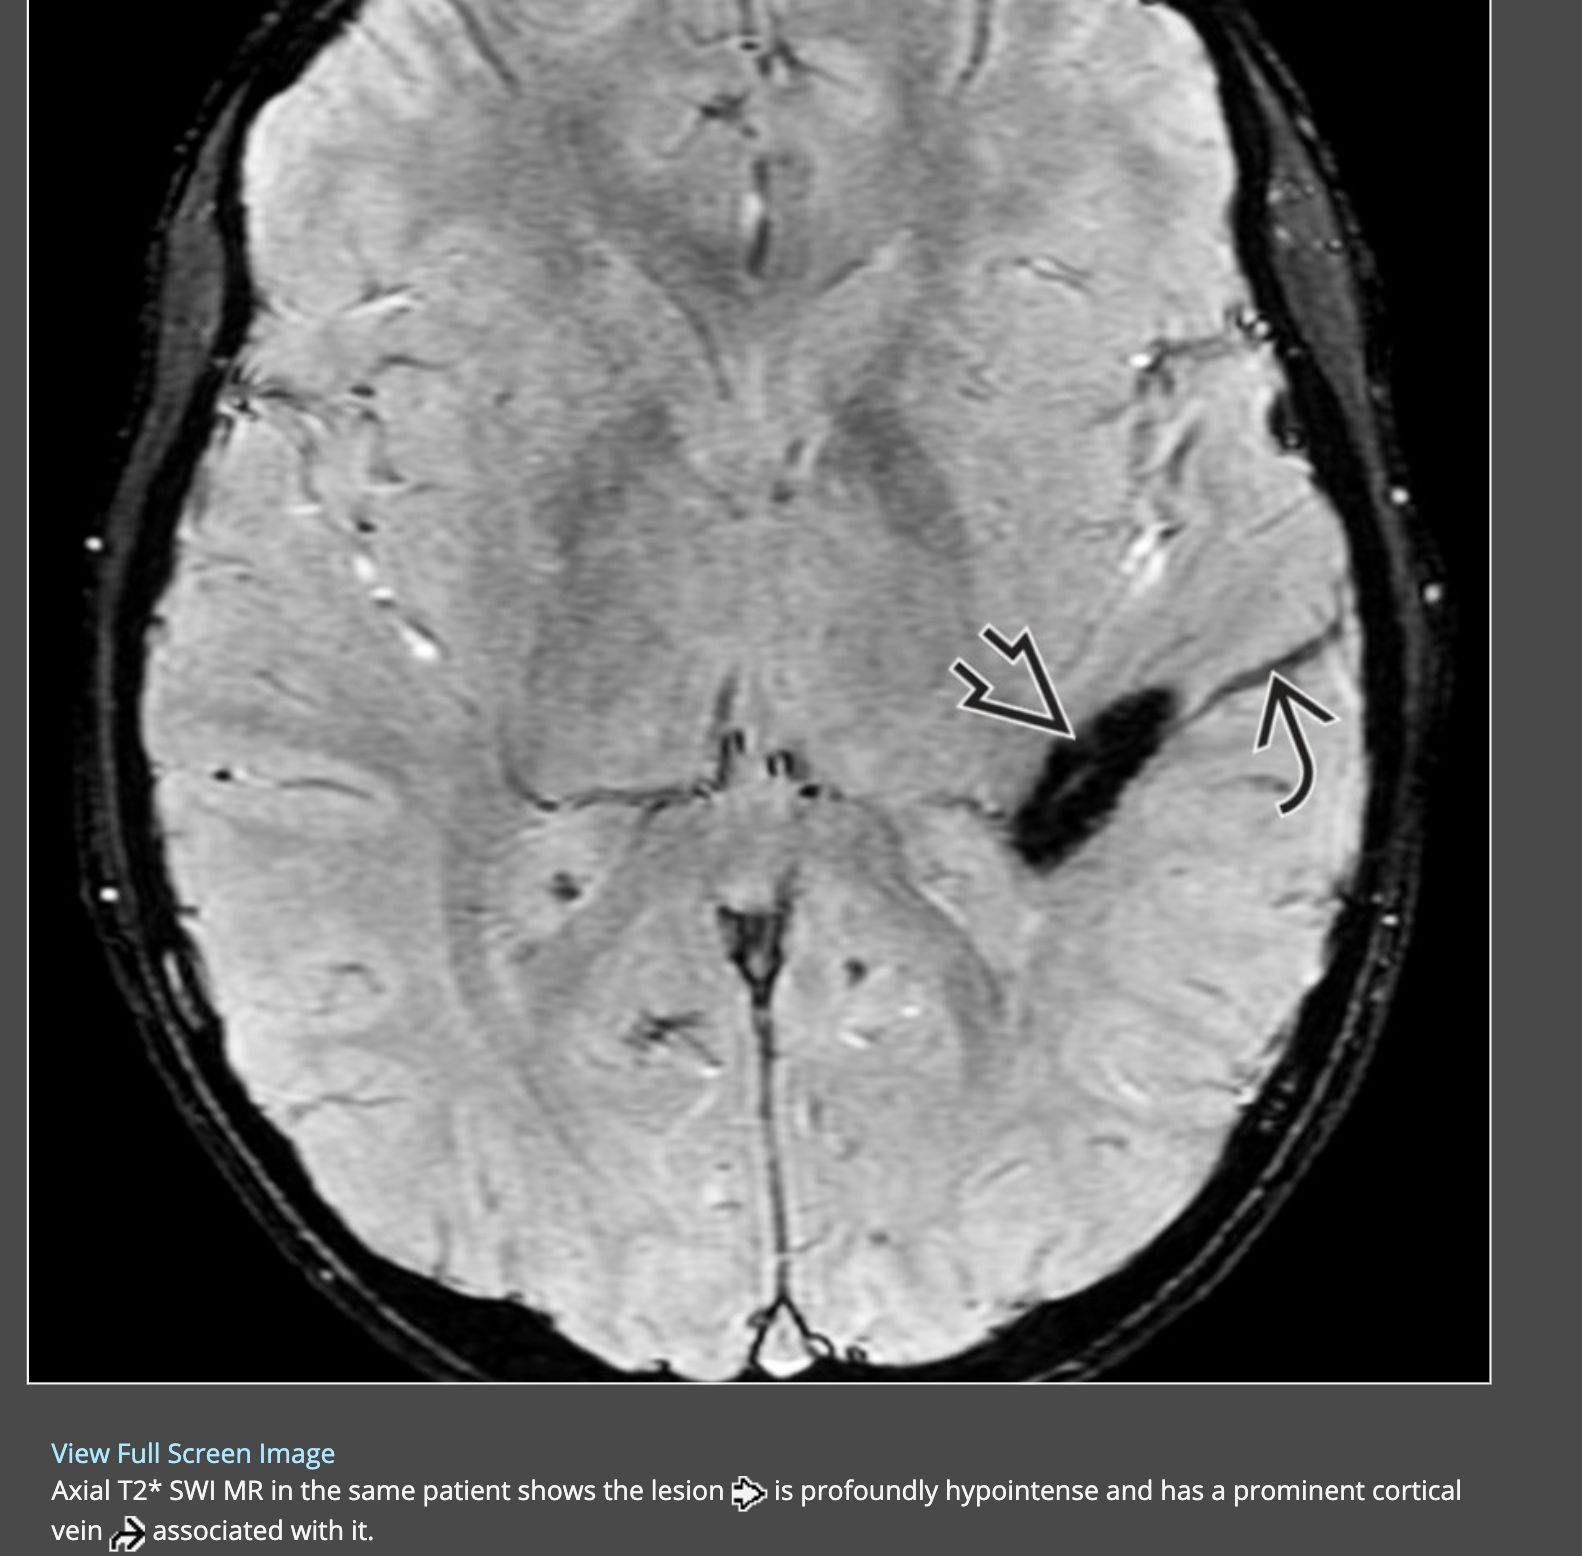 View Full Screen Image
Axial T2* SWI MR in the same patient shows the lesion is profoundly hypointense and has a prominent cortical
vein associated with it.